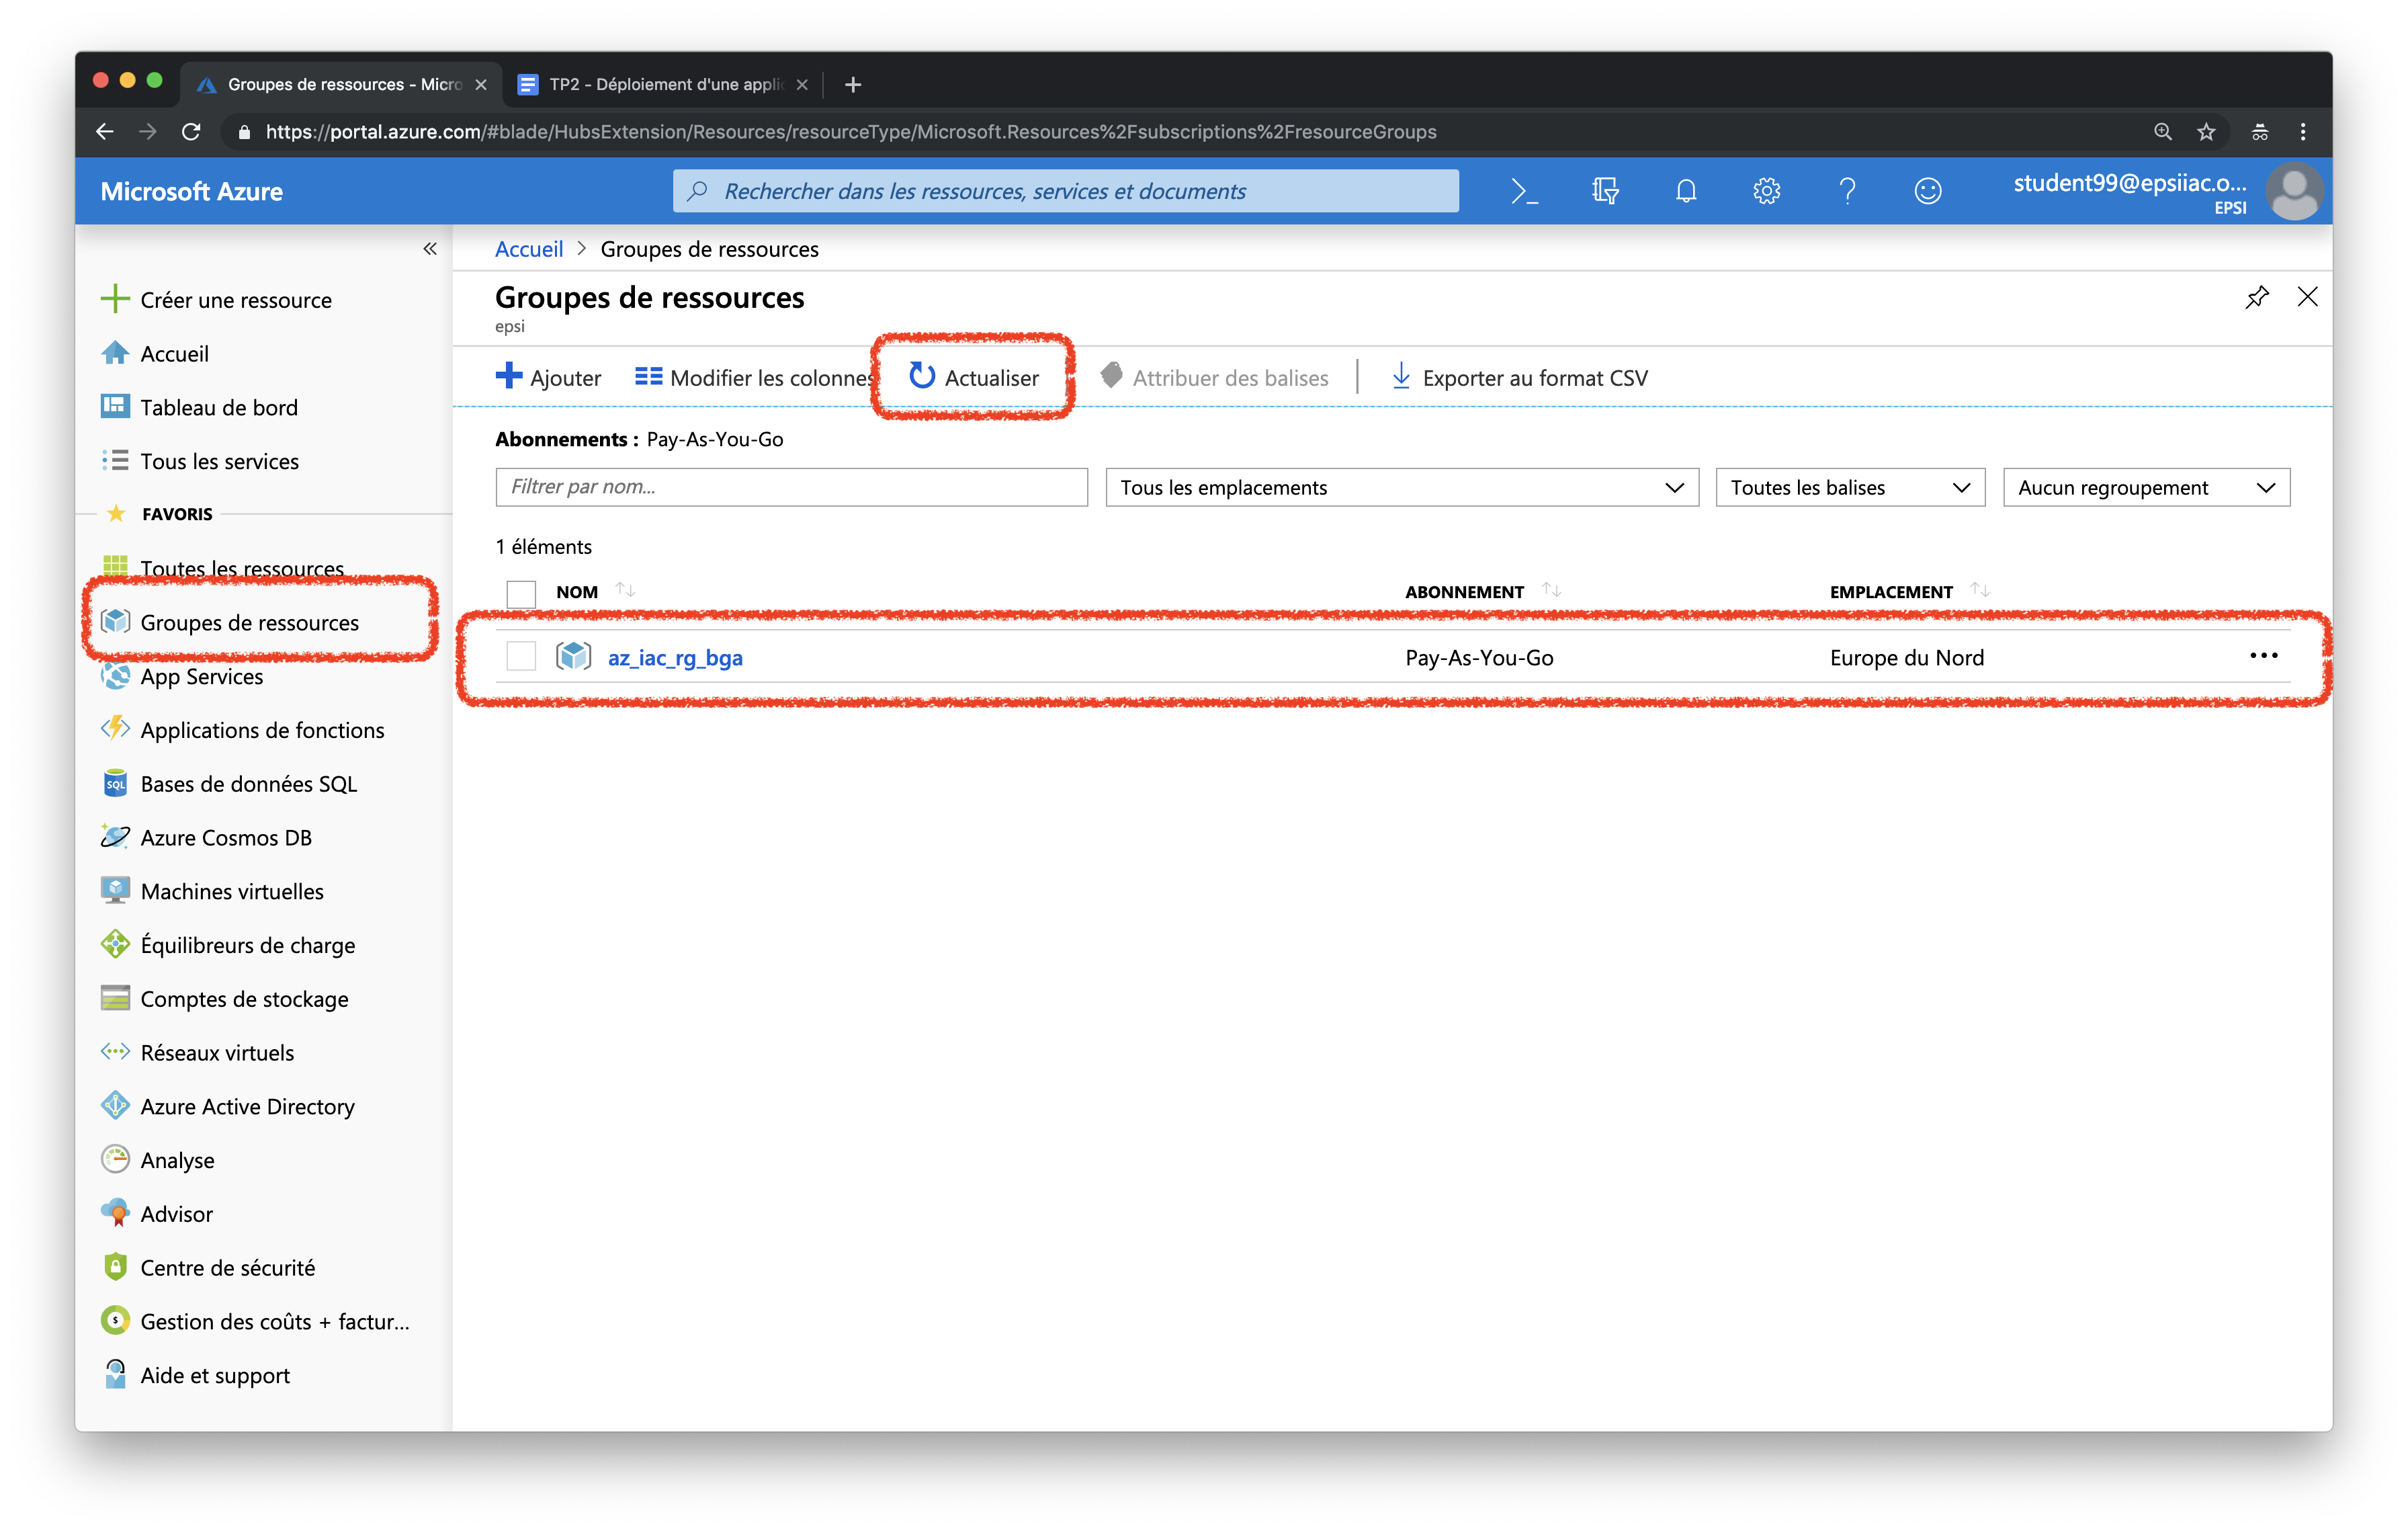 Groupes de ressources - Micro
TP2 - Déploiement d'une appli
https://portal.azure.com/#blade/HubsExtension/Resources/resourceType/Microsoft.Resources%2Fsubscriptions%2FresourceGroups
Microsoft Azure
Rechercher dans les ressources, services et documents
student99@epsiiac.o...
EPSI
Accueil > Groupes de ressources
Groupes de ressources
epsi
Ajouter
Modifier les colonnes
Actualiser
Attribuer des balises
Exporter au format CSV
Abonnements : Pay-As-You-Go
Filtrer par nom...
Tous les emplacements
Toutes les balises
Aucun regroupement
1 éléments
NOM
ABONNEMENT
EMPLACEMENT
az_iac_rg_bga
Pay-As-You-Go
Europe du Nord
Créer une ressource
Accueil
Tableau de bord
Tous les services
FAVORIS
Toutes les ressources
Groupes de ressources
App Services
Applications de fonctions
SQL
Bases de données SQL
Azure Cosmos DB
Machines virtuelles
Équilibreurs de charge
Comptes de stockage
Réseaux virtuels
Azure Active Directory
Analyse
Advisor
Centre de sécurité
Gestion des coûts + factur...
Aide et support